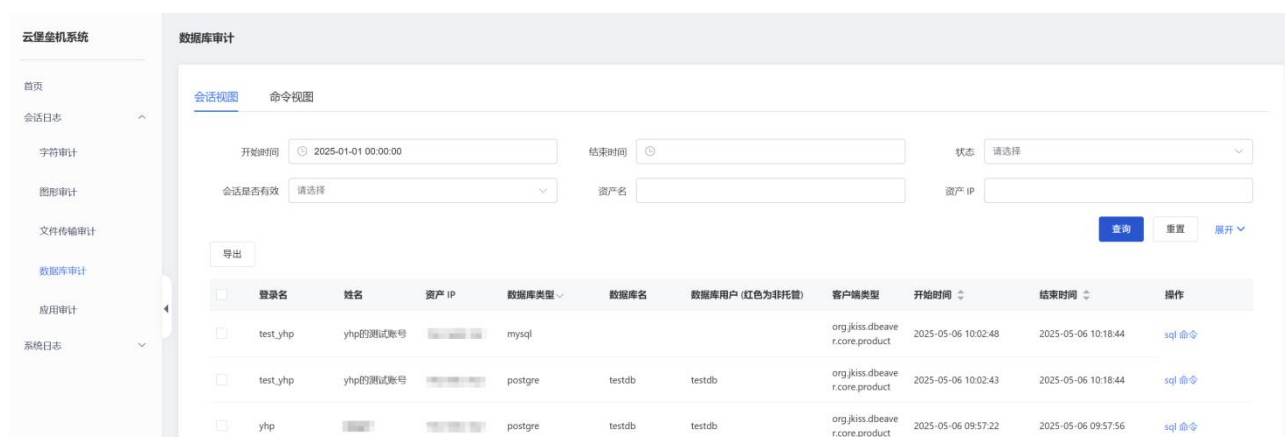 云堡垒机系统
数据库审计
首页
会话日志
字符审计
图形审计
文件传输审计
数据库审计
应用审计
系统日志
会话视图 命令视图
开始时间 2025-01-01 00:00:00 结束时间 状态 请选择
会话是否有效 请选择 资产名 资产 IP
查询 重置 展开
导出
登录名 姓名 资产 IP 数据库类型 数据库名 数据库用户 (红色为非托管) 客户端类型 开始时间 结束时间 操作
test_yhp yhp的测试账号 mysql org.jkiss.dbeaver.core.product 2025-05-06 10:02:48 2025-05-06 10:18:44 sql 命令
test_yhp yhp的测试账号 postgre testdb testdb org.jkiss.dbeaver.core.product 2025-05-06 10:02:43 2025-05-06 10:18:44 sql 命令
yhp postgre testdb testdb org.jkiss.dbeaver.core.product 2025-05-06 09:57:22 2025-05-06 09:57:56 sql 命令